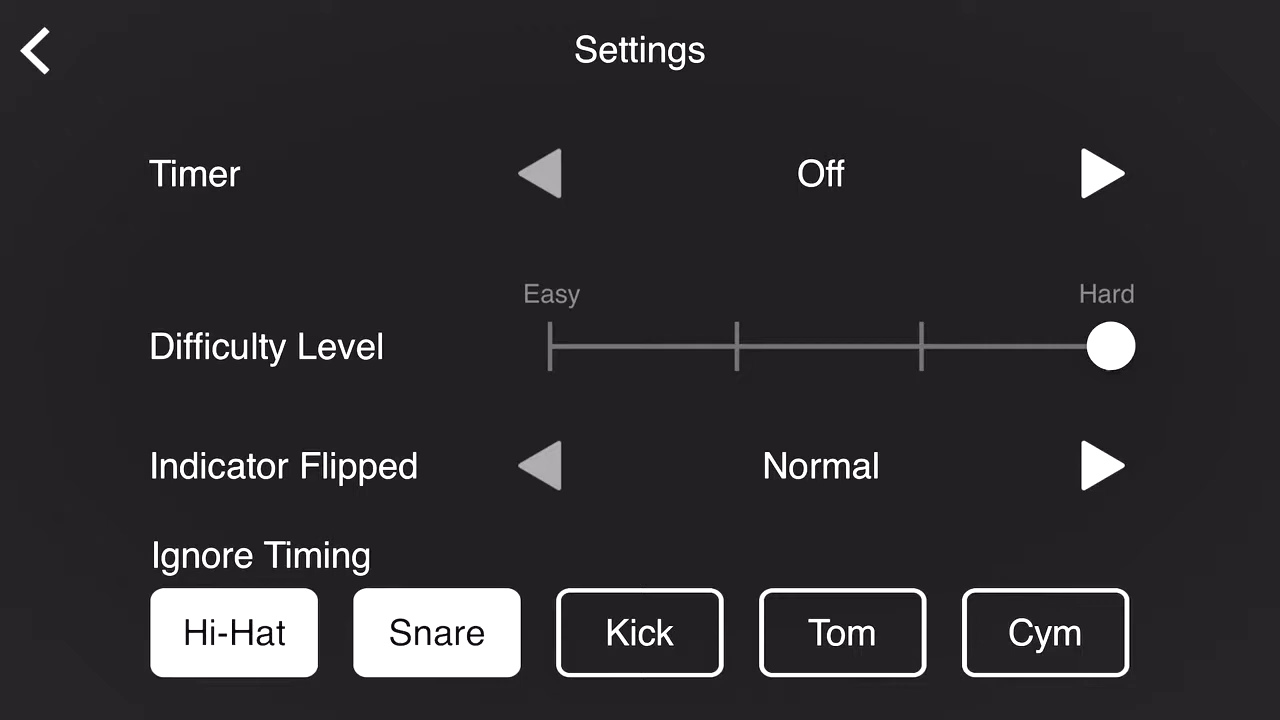 Settings
Timer
Off
Easy
Hard
Difficulty Level
Indicator Flipped
Normal
Ignore Timing
Hi-Hat
Snare
Kick
Tom
Cym